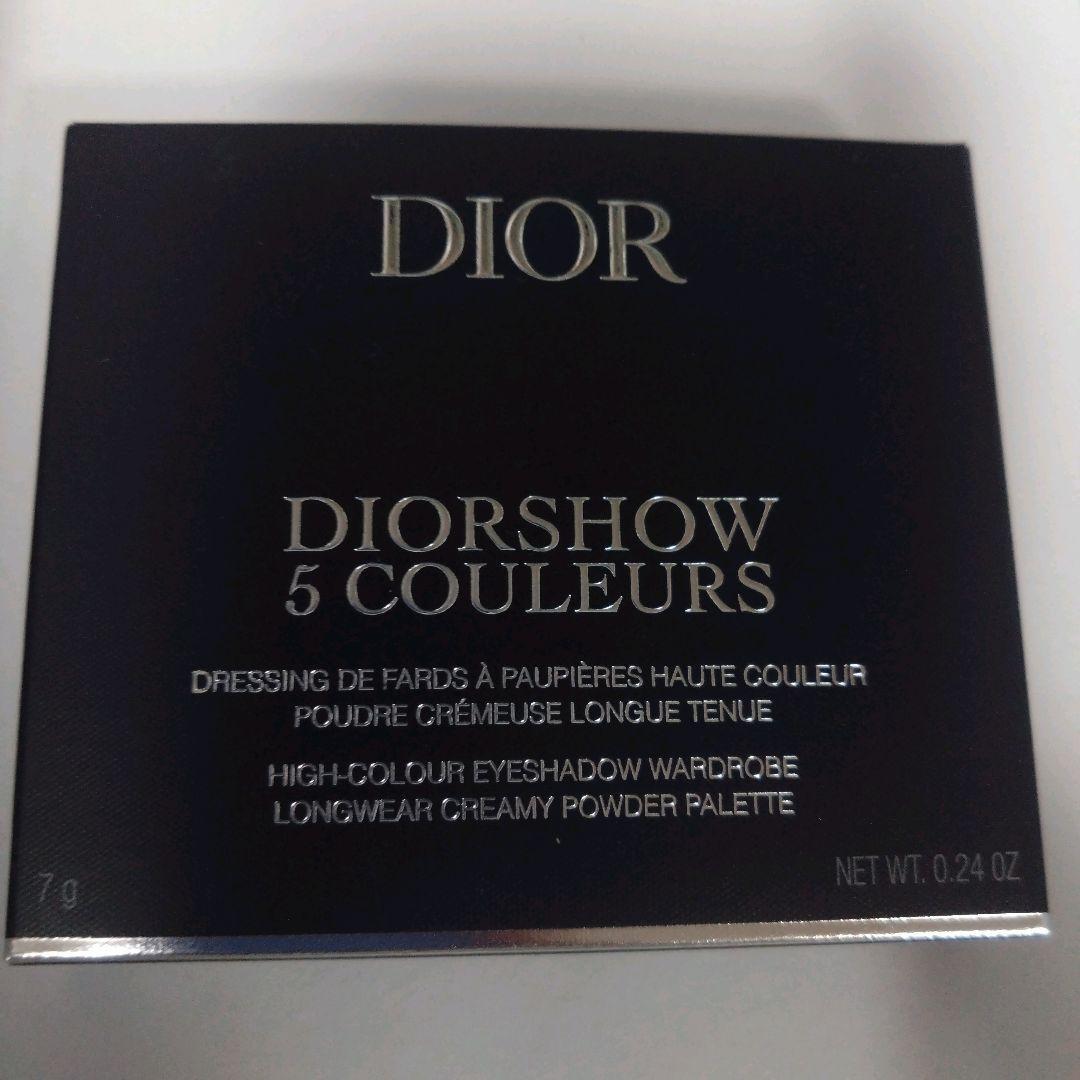 DIOR
DIORSHOW
5 COULEURS
DRESSING DE FARDS À PAUPIÈRES HAUTE COULEUR
POUDRE CRÉMEUSE LONGUE TENUE
HIGH-COLOUR EYESHADOW WARDROBE
LONGWEAR CREAMY POWDER PALETTE
7 g
NET WT. 0.24 OZ